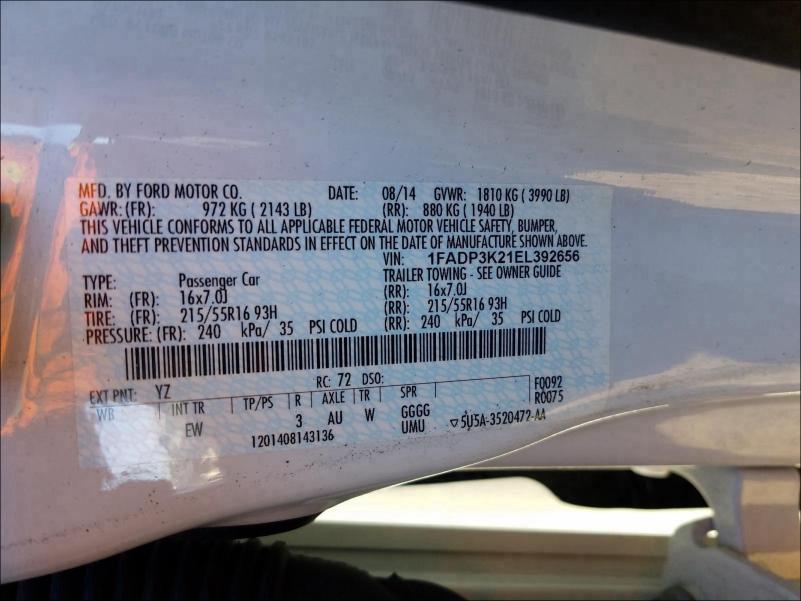 MFD. BY FORD MOTOR CO. DATE: 08/14 GVWR: 1810 KG ( 3990 LB)
GAWR: (FR): 972 KG ( 2143 LB) (RR): 880 KG ( 1940 LB)
THIS VEHICLE CONFORMS TO ALL APPLICABLE FEDERAL MOTOR VEHICLE SAFETY, BUMPER,
AND THEFT PREVENTION STANDARDS IN EFFECT ON THE DATE OF MANUFACTURE SHOWN ABOVE.
VIN: 1FADP3K21EL392656
TYPE: Passenger Car TRAILER TOWING - SEE OWNER GUIDE
RIM: (FR): 16x7.0J (RR): 16x7.0J
TIRE: (FR): 215/55R16 93H (RR): 215/55R16 93H
PRESSURE: (FR): 240 kPa/ 35 PSI COLD (RR): 240 kPa/ 35 PSI COLD
EXT PNT: YZ RC: 72 DSO: F0092
WB INT TR TP/PS R AXLE TR SPR R0075
EW 3 AU W GGGG
1201408143136 UMU ▽5U5A-3520472-AA